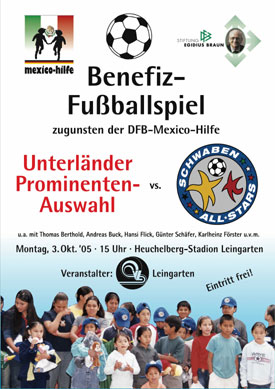 mexico-hilfe
STIFTUNG
EGIDIUS BRAUN
Benefiz-
Fußballspiel
zugunsten der DFB-Mexico-Hilfe
Unterländer
Prominenten-
Auswahl
vs.
SCHWABEN
ALL-STARS
u.a. mit Thomas Berthold, Andreas Buck, Hansi Flick, Günter Schäfer, Karlheinz Förster u.v.m.
Montag, 3. Okt. '05 · 15 Uhr · Heuchelberg-Stadion Leingarten
Veranstalter: Leingarten
Eintritt frei!